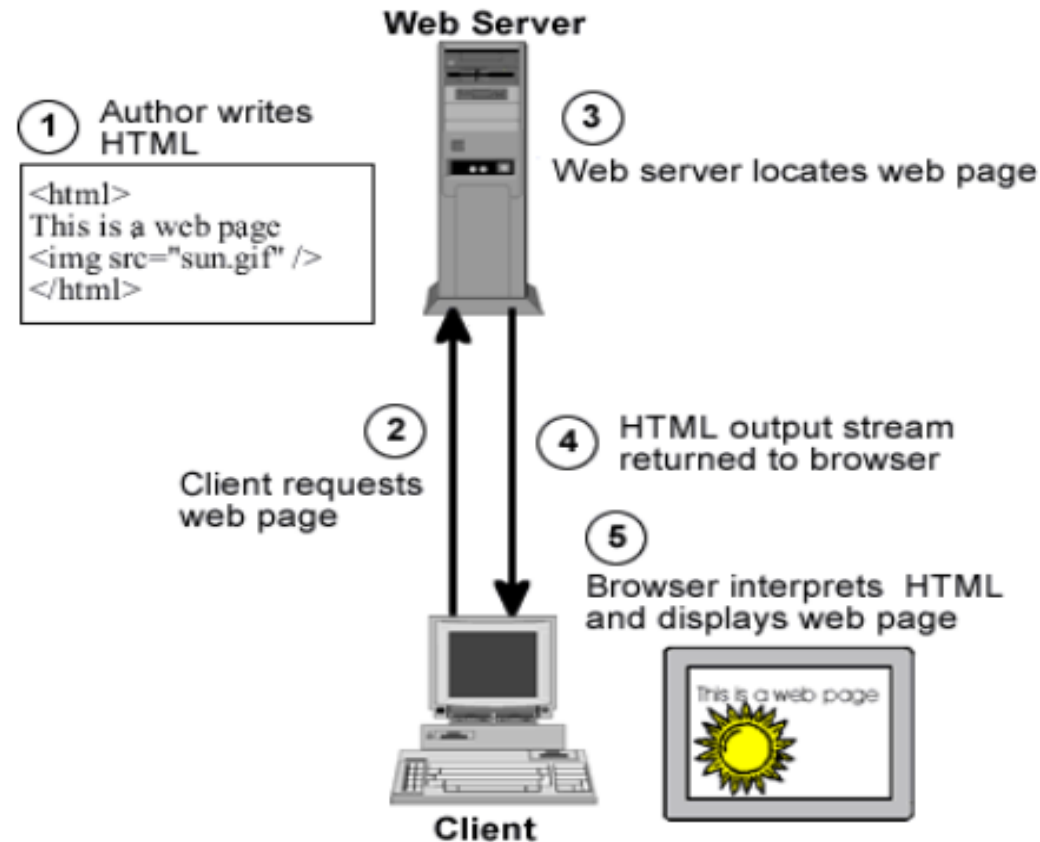 Web Server
1
Author writes
HTML
<html>
This is a web page
<img src="sun.gif" />
</html>
2
Client requests
web page
3
Web server locates web page
4
HTML output stream
returned to browser
5
Browser interprets HTML
and displays web page
This is a web page
Client